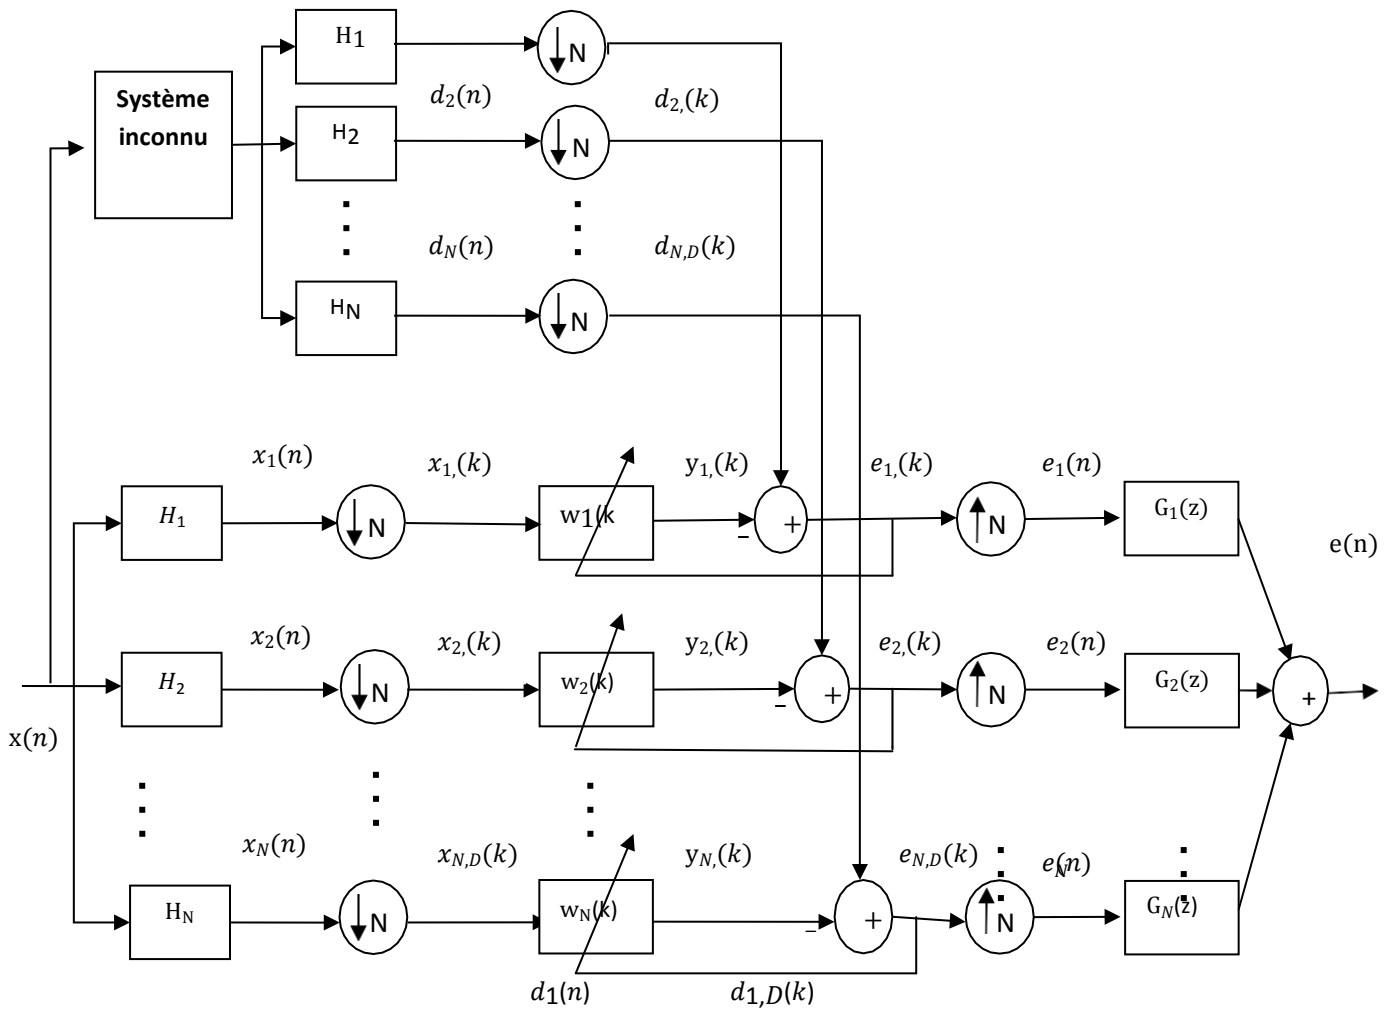 H1
↓N
Système
inconnu
d2(n)
d2,(k)
H2
↓N
dN(n)
dN,D(k)
HN
↓N
x1(n)
x1,(k)
y1,(k)
e1,(k)
e1(n)
H1
↓N
w1(k
–
+
↑N
G1(z)
e(n)
x2(n)
x2,(k)
y2,(k)
e2,(k)
e2(n)
H2
↓N
w2(k)
–
+
↑N
G2(z)
+
x(n)
xN(n)
xN,D(k)
yN,(k)
eN,D(k)
eN(n)
HN
↓N
wN(k)
–
+
↑N
GN(z)
d1(n)
d1,D(k)